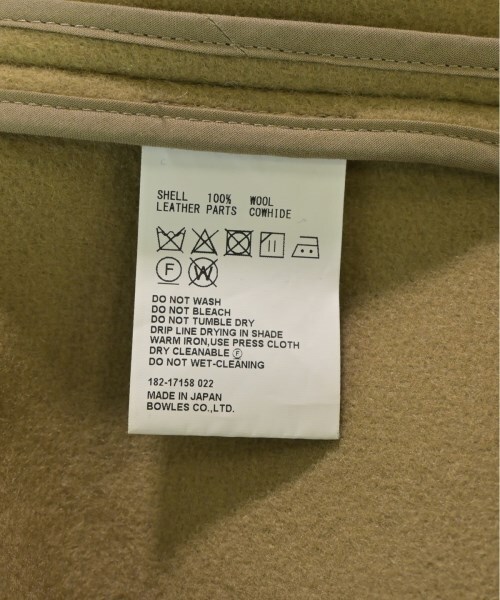 SHELL 100% WOOL
LEATHER PARTS COWHIDE
F W
DO NOT WASH
DO NOT BLEACH
DO NOT TUMBLE DRY
DRIP LINE DRYING IN SHADE
WARM IRON,USE PRESS CLOTH
DRY CLEANABLE Ⓕ
DO NOT WET-CLEANING
182-17158 022
MADE IN JAPAN
BOWLES CO.,LTD.